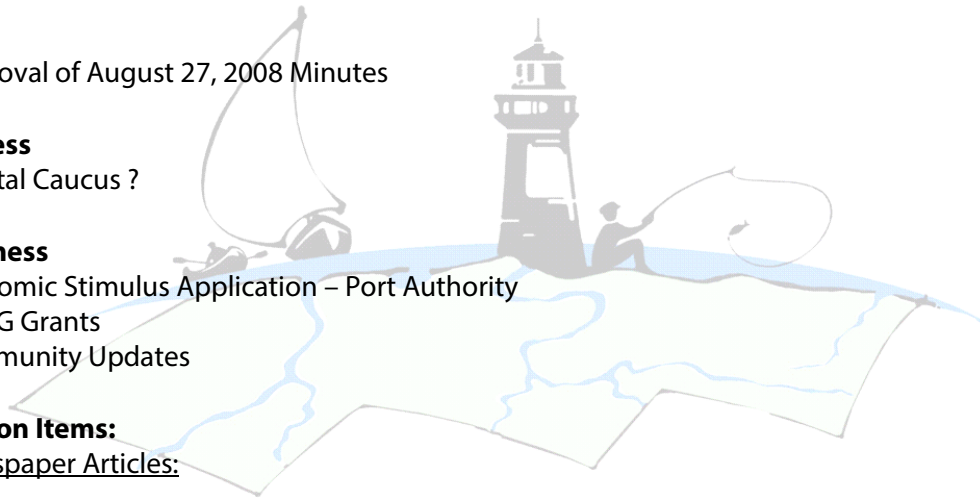 oval of August 27, 2008 Minutes
ess
tal Caucus ?
ness
omic Stimulus Application – Port Authority
G Grants
munity Updates
on Items:
spaper Articles: